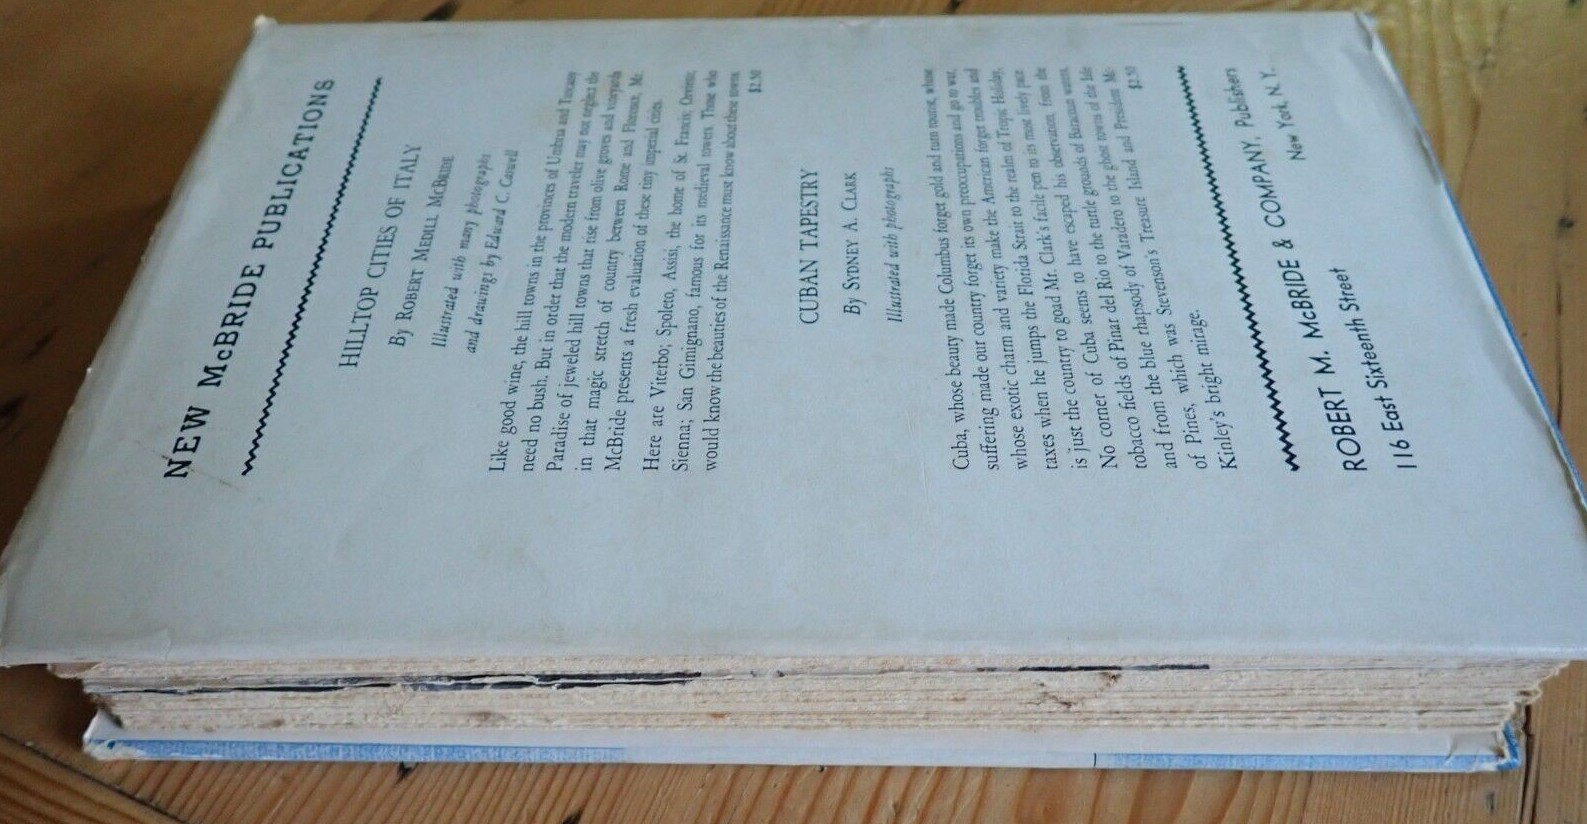 NEW McBRIDE PUBLICATIONS
HILLTOP CITIES OF ITALY
By ROBERT MEDILL McBRIDE
Illustrated with many photographs
and drawings by Edward C. Caswell
Like good wine, the hill towns in the provinces of Umbria and Tuscany
need no bush. But in order that the modern traveler may not neglect the
Paradise of jeweled hill towns that rise from olive groves and vineyards
in that magic stretch of country between Rome and Florence, Mr.
McBride presents a fresh evaluation of these tiny imperial cities.
Here are Viterbo; Spoleto, Assisi, the home of St. Francis; Orvieto;
Sienna; San Gimignano, famous for its medieval towers. Those who
would know the beauties of the Renaissance must know about these towns.
$2.50
CUBAN TAPESTRY
By SYDNEY A. CLARK
Illustrated with photographs
Cuba, whose beauty made Columbus forget gold and turn tourist, whose
suffering made our country forget its own preoccupations and go to war,
whose exotic charm and variety make the American forget troubles and
taxes when he jumps the Florida Strait to the realm of Tropic Holiday,
is just the country to goad Mr. Clark's facile pen to its most lively pace.
No corner of Cuba seems to have escaped his observation, from the
tobacco fields of Pinar del Rio to the turtle grounds of Batabano waters,
and from the blue rhapsody of Varadero to the ghost towns of the Isle
of Pines, which was Stevenson's Treasure Island and President Mc-
Kinley's bright mirage.
$2.50
ROBERT M. McBRIDE & COMPANY, Publishers
116 East Sixteenth Street New York, N. Y.